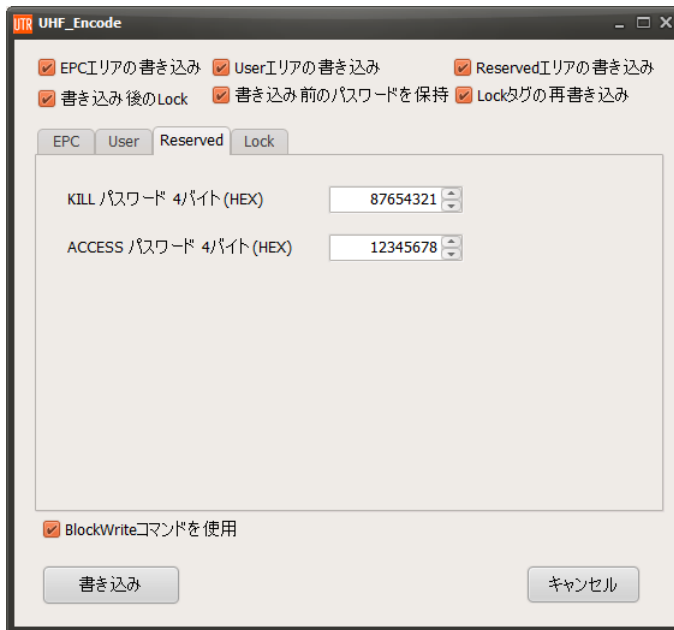 UTR UHF_Encode
EPCエリアの書き込み Userエリアの書き込み Reservedエリアの書き込み
書き込み後のLock 書き込み前のパスワードを保持 Lockタグの再書き込み
EPC User Reserved Lock
KILL パスワード 4バイト(HEX) 87654321
ACCESS パスワード 4バイト(HEX) 12345678
BlockWriteコマンドを使用
書き込み キャンセル